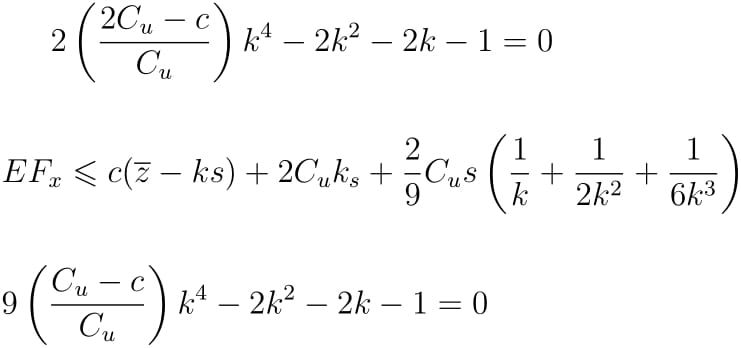 2 \left( \frac{2C_u - c}{C_u} \right) k^4 - 2k^2 - 2k - 1 = 0
EF_x \leqslant c(\overline{z} - ks) + 2C_u k_s + \frac{2}{9} C_u s \left( \frac{1}{k} + \frac{1}{2k^2} + \frac{1}{6k^3} \right)
9 \left( \frac{C_u - c}{C_u} \right) k^4 - 2k^2 - 2k - 1 = 0